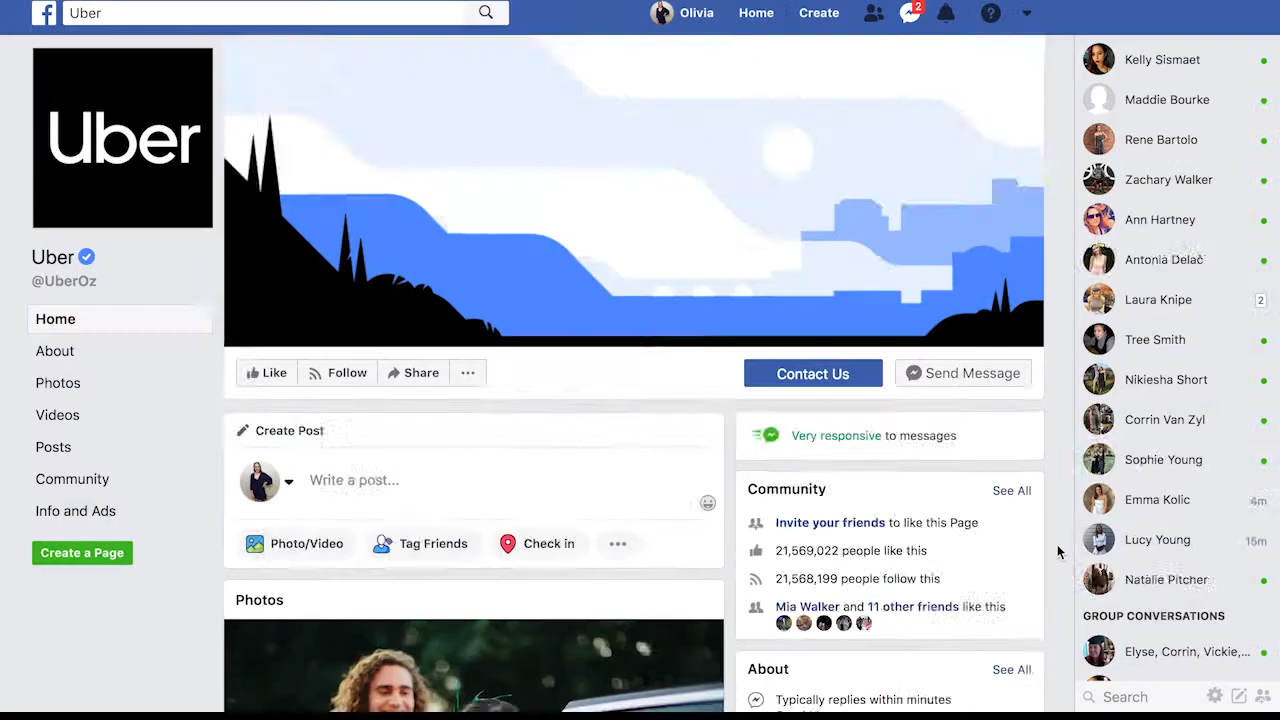 Uber
Olivia
Home
Create
2
Uber
Uber
@UberOz
Home
About
Photos
Videos
Posts
Community
Info and Ads
Create a Page
Like
Follow
Share
Contact Us
Send Message
Create Post
Write a post...
Photo/Video
Tag Friends
Check in
Photos
Very responsive to messages
Community
See All
Invite your friends to like this Page
21,569,022 people like this
21,568,199 people follow this
Mia Walker and 11 other friends like this
About
See All
Typically replies within minutes
Kelly Sismaet
Maddie Bourke
Rene Bartolo
Zachary Walker
Ann Hartney
Antonia Delač
Laura Knipe
2
Tree Smith
Nikiesha Short
Corrin Van Zyl
Sophie Young
Emma Kolic
4m
Lucy Young
15m
Natalie Pitcher
GROUP CONVERSATIONS
Elyse, Corrin, Vickie,...
Search